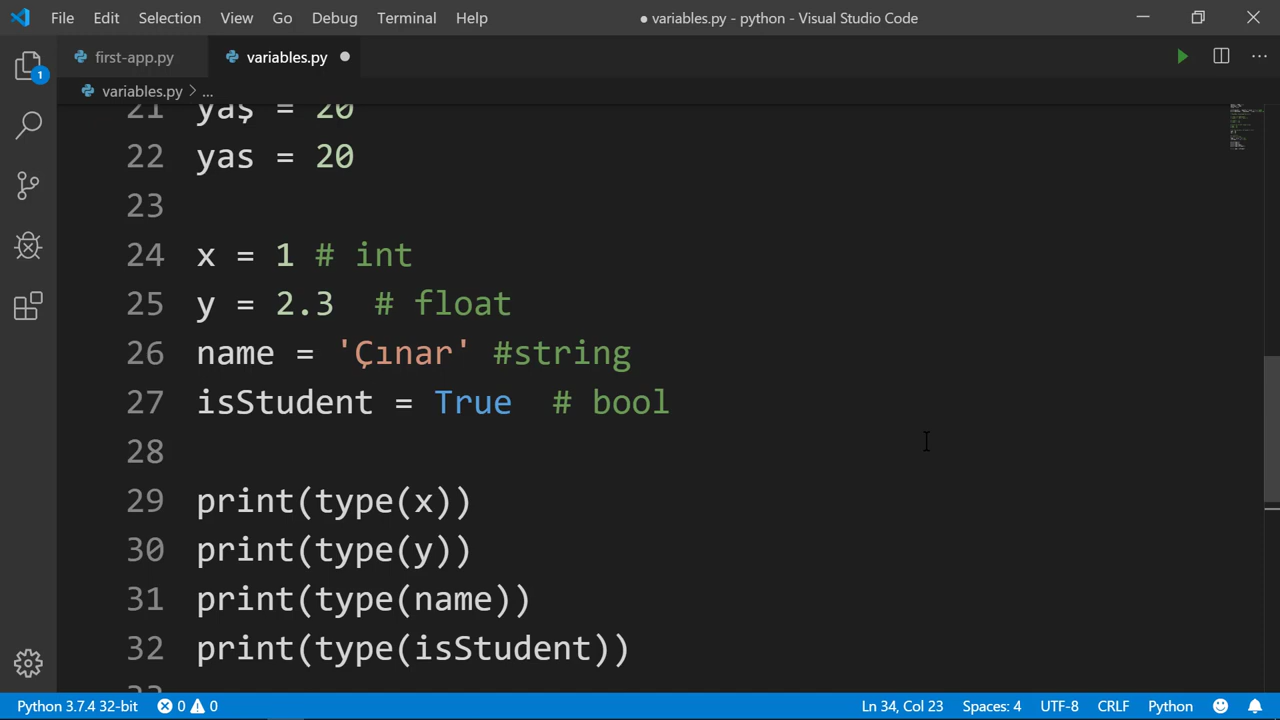 File Edit Selection View Go Debug Terminal Help ● variables.py - python - Visual Studio Code
first-app.py variables.py
variables.py > ...
21 yaş = 20
22 yas = 20
23
24 x = 1 # int
25 y = 2.3 # float
26 name = 'Çınar' #string
27 isStudent = True # bool
28
29 print(type(x))
30 print(type(y))
31 print(type(name))
32 print(type(isStudent))
1
Python 3.7.4 32-bit 0 0 Ln 34, Col 23 Spaces: 4 UTF-8 CRLF Python